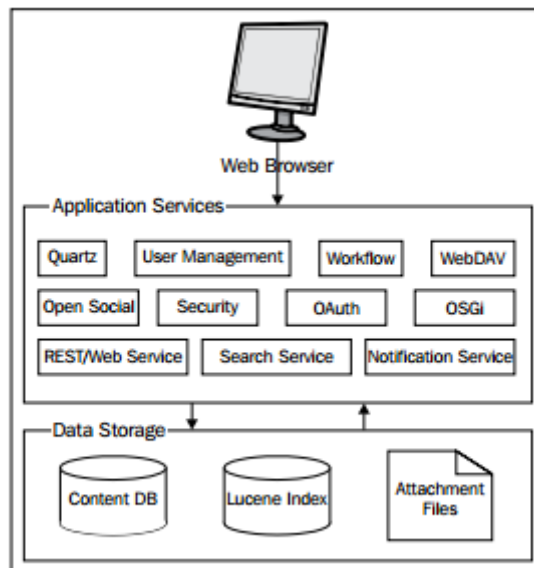 Web Browser
Application Services
Quartz
User Management
Workflow
WebDAV
Open Social
Security
OAuth
OSGi
REST/Web Service
Search Service
Notification Service
Data Storage
Content DB
Lucene Index
Attachment
Files